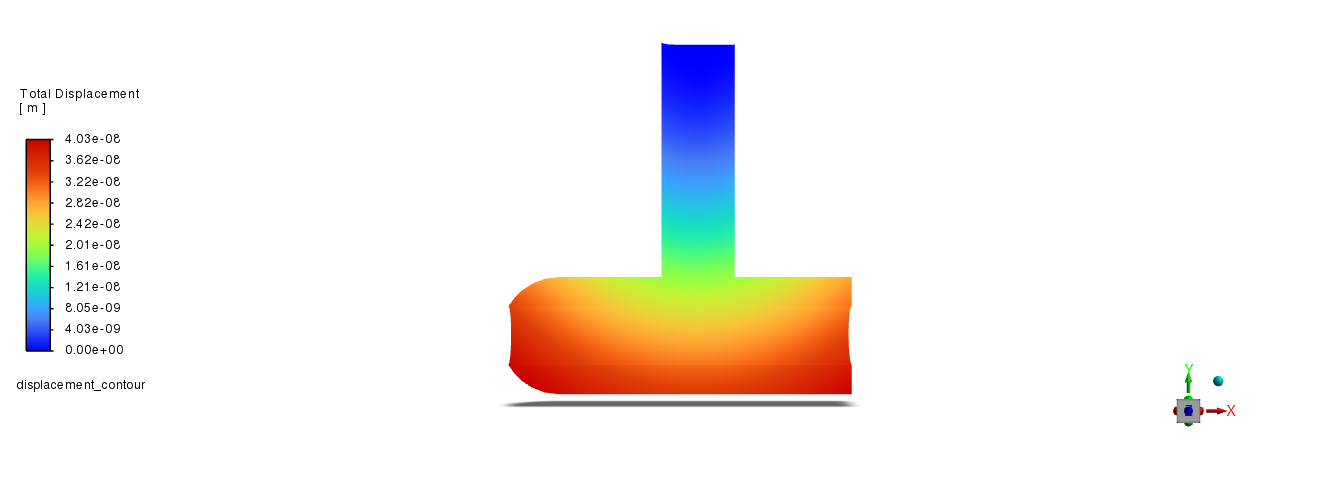 Total Displacement
[ m ]
4.03e-08
3.62e-08
3.22e-08
2.82e-08
2.42e-08
2.01e-08
1.61e-08
1.21e-08
8.05e-09
4.03e-09
0.00e+00
displacement_contour
Y
X